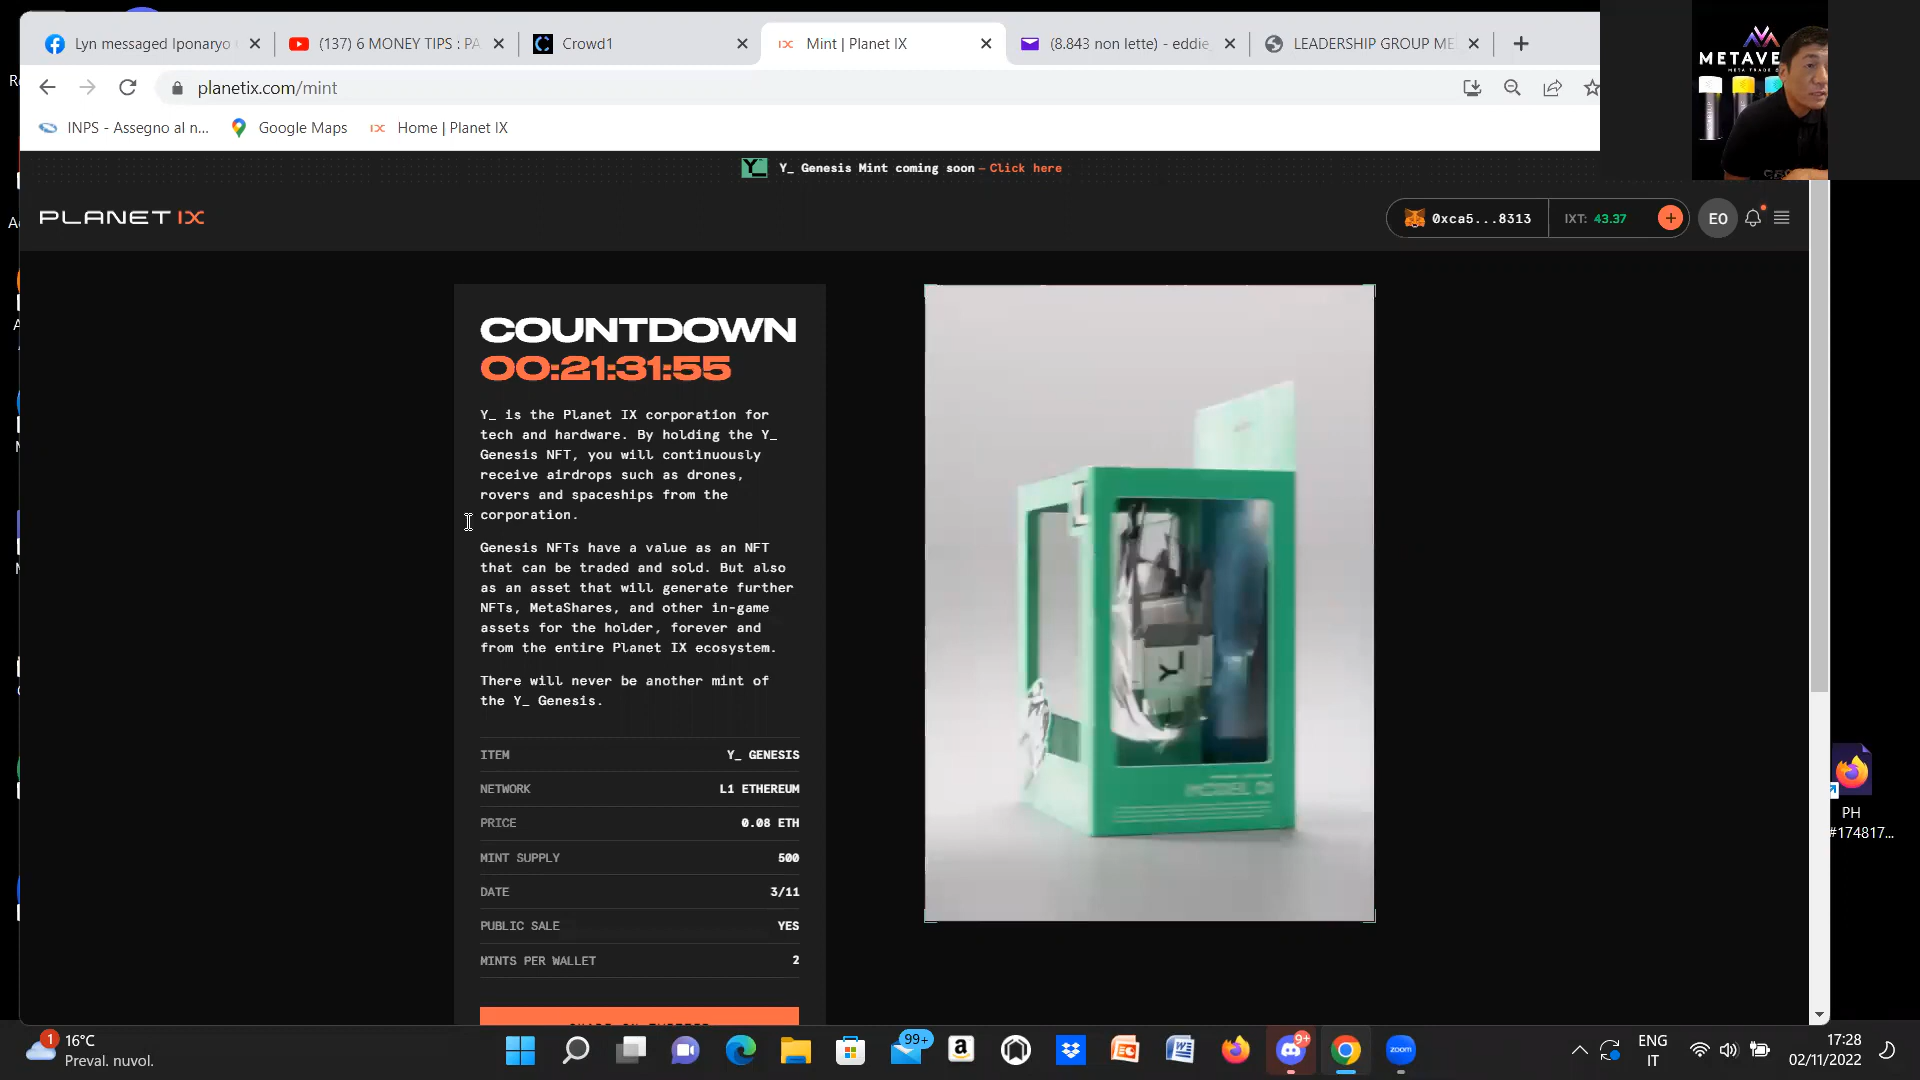 Lyn messaged Iponaryo
(137) 6 MONEY TIPS : PA
Crowd1
Mint | Planet IX
(8.843 non lette) - eddie
LEADERSHIP GROUP ME
planetix.com/mint
INPS - Assegno al n...
Google Maps
Home | Planet IX
METAVE
Y_ Genesis Mint coming soon – Click here
PLANET IX
0xca5...8313
IXT: 43.37
EO
COUNTDOWN
00:21:31:55
Y_ is the Planet IX corporation for
tech and hardware. By holding the Y_
Genesis NFT, you will continuously
receive airdrops such as drones,
rovers and spaceships from the
corporation.
Genesis NFTs have a value as an NFT
that can be traded and sold. But also
as an asset that will generate further
NFTs, MetaShares, and other in-game
assets for the holder, forever and
from the entire Planet IX ecosystem.
There will never be another mint of
the Y_ Genesis.
ITEM Y_ GENESIS
NETWORK L1 ETHEREUM
PRICE 0.08 ETH
MINT SUPPLY 500
DATE 3/11
PUBLIC SALE YES
MINTS PER WALLET 2
MODEL 01
PH
#174817...
1
16°C
Preval. nuvol.
99+
9+
zoom
ENG
IT
17:28
02/11/2022